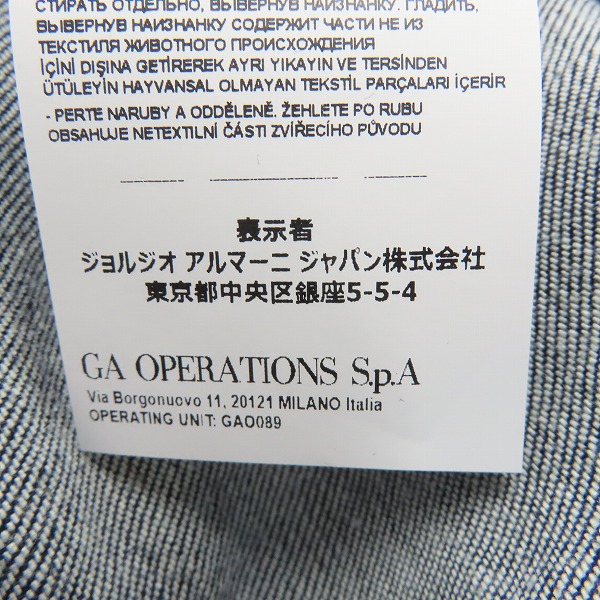 СТИРАТЬ ОТДЕЛЬНО, ВЫВЕРНУВ НАИЗНАНКУ. ГЛАДИТЬ,
ВЫВЕРНУВ НАИЗНАНКУ СОДЕРЖИТ ЧАСТИ НЕ ИЗ
ТЕКСТИЛЯ ЖИВОТНОГО ПРОИСХОЖДЕНИЯ
İÇİNİ DIŞINA GETİREREK AYRI YIKAYIN VE TERSİNDEN
ÜTÜLEYİN HAYVANSAL OLMAYAN TEKSTİL PARÇALARI İÇERİR
- PERTE NARUBY A ODDĚLENĚ. ŽEHLETE PO RUBU
OBSAHUJE NETEXTILNÍ ČÁSTI ZVÍŘECÍHO PŮVODU
表示者
ジョルジオ アルマーニ ジャパン株式会社
東京都中央区銀座5-5-4
GA OPERATIONS S.p.A
Via Borgonuovo 11, 20121 MILANO Italia
OPERATING UNIT: GAO089